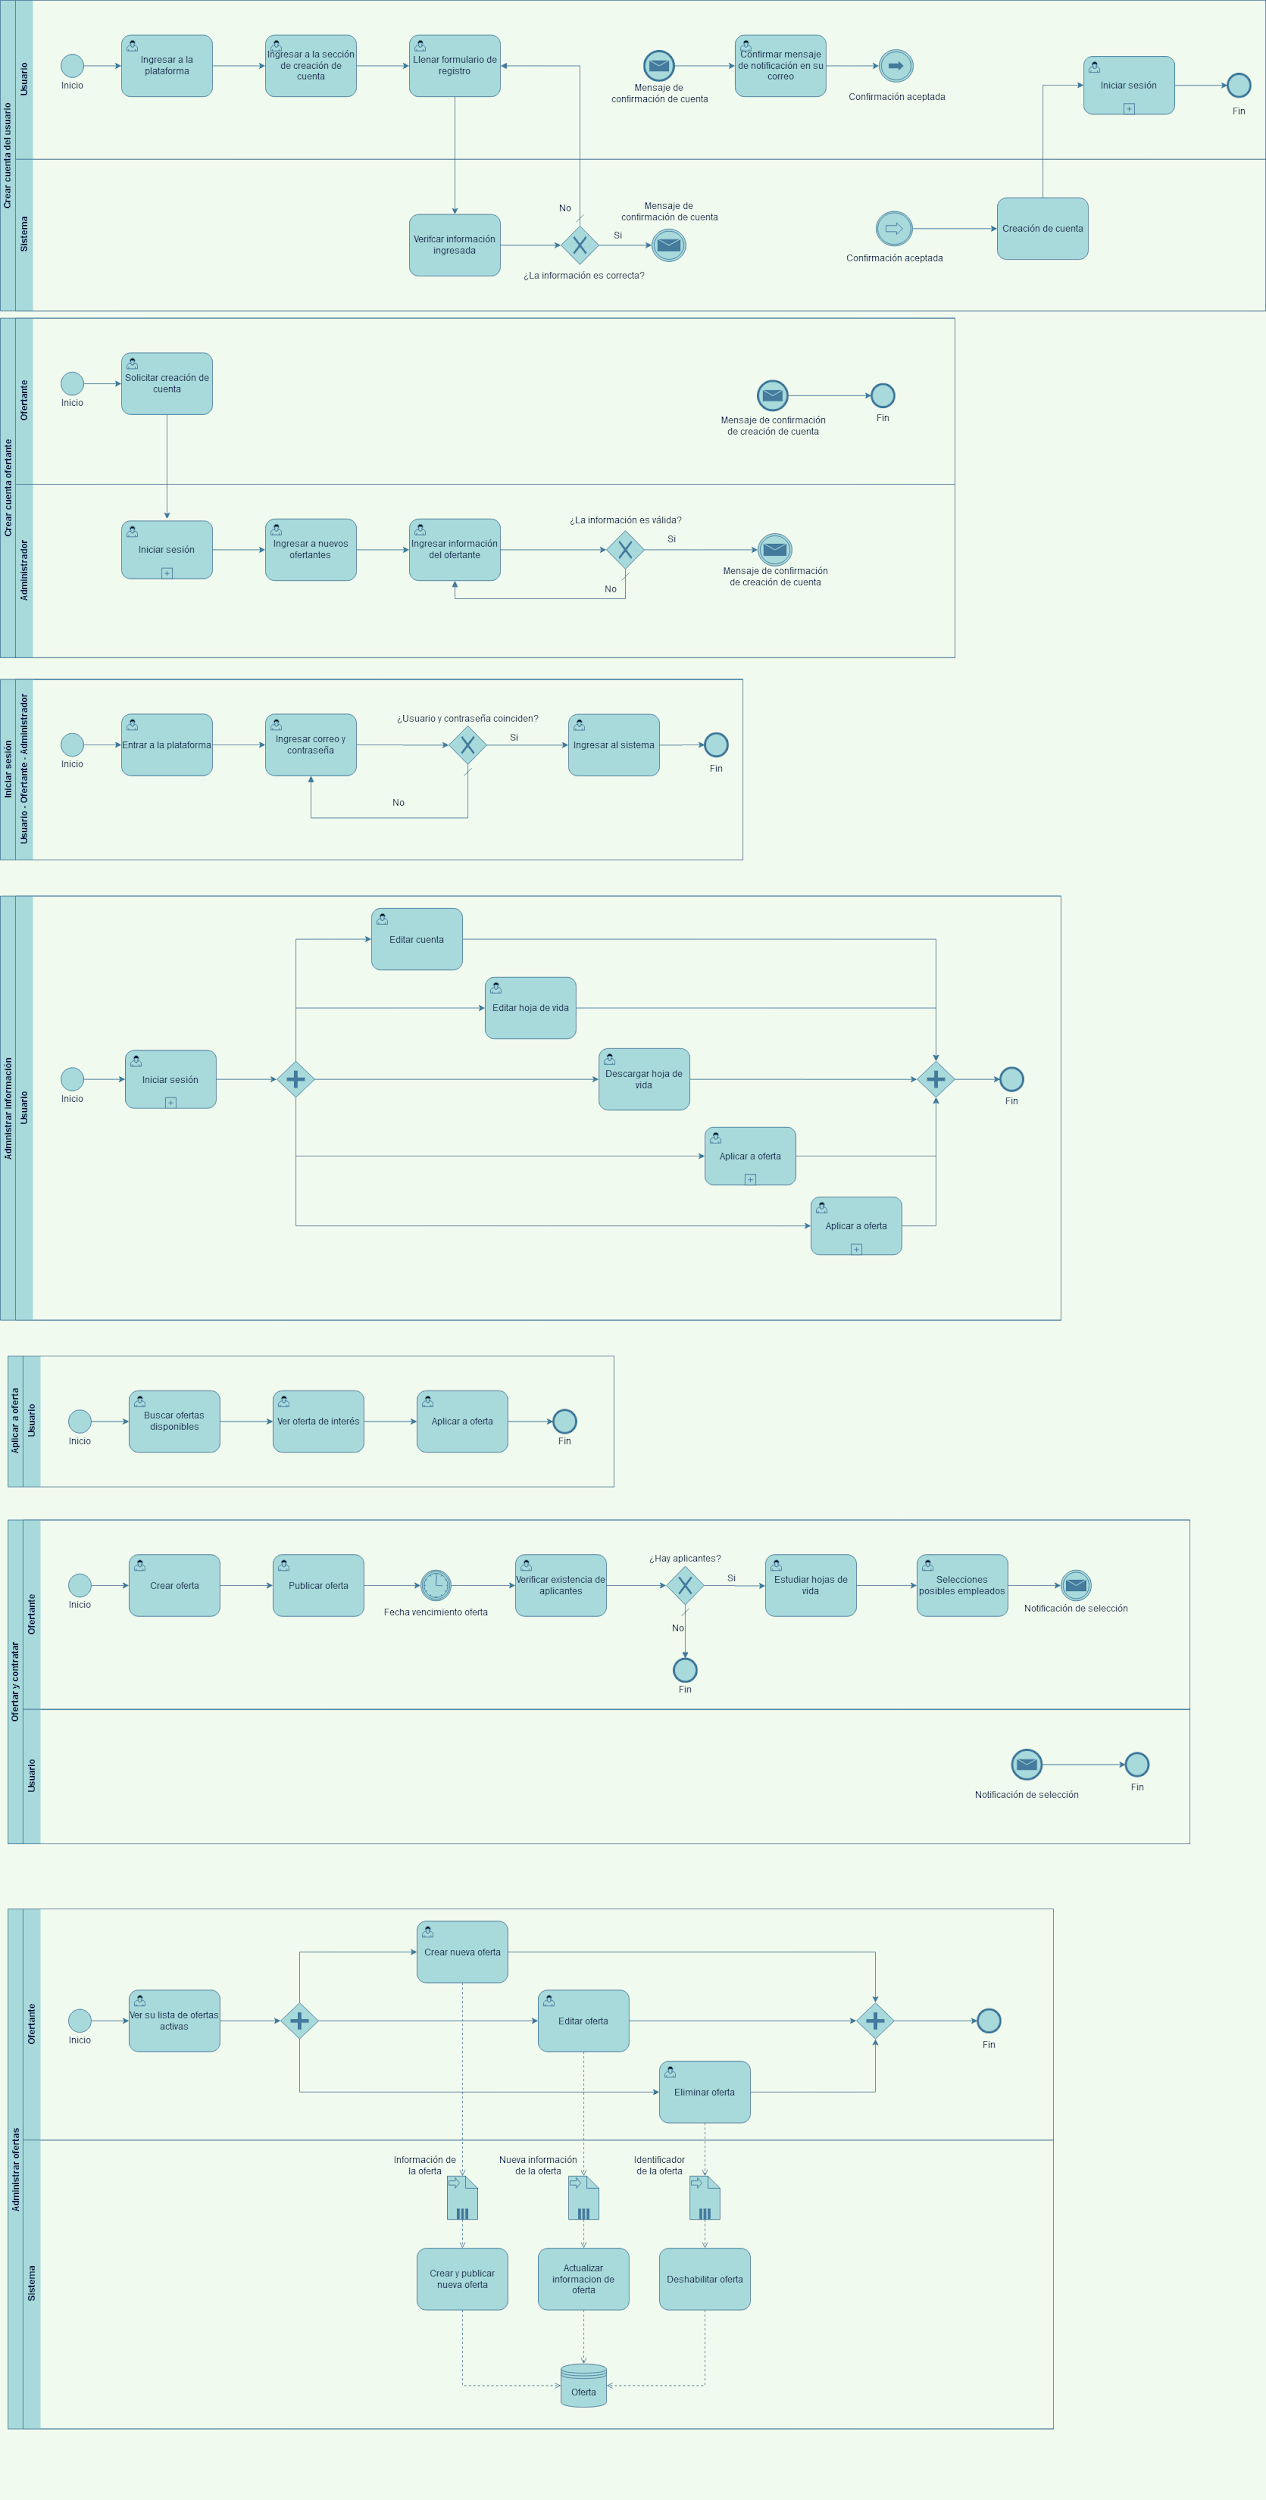 Crear cuenta del usuario
Usuario
Inicio
Ingresar a la
plataforma
Ingresar a la sección
de creación de
cuenta
Llenar formulario de
registro
Mensaje de
confirmación de cuenta
Confirmar mensaje
de notificación en su
correo
Confirmación aceptada
Iniciar sesión
Fin
Sistema
Verifcar información
ingresada
No
Si
¿La información es correcta?
Mensaje de
confirmación de cuenta
Confirmación aceptada
Creación de cuenta
Crear cuenta ofertante
Ofertante
Inicio
Solicitar creación de
cuenta
Mensaje de confirmación
de creación de cuenta
Fin
Administrador
Iniciar sesión
Ingresar a nuevos
ofertantes
Ingresar información
del ofertante
¿La información es válida?
Si
No
Mensaje de confirmación
de creación de cuenta
Iniciar sesión
Usuario - Ofertante - Administrador
Inicio
Entrar a la plataforma
Ingresar correo y
contraseña
¿Usuario y contraseña coinciden?
Si
No
Ingresar al sistema
Fin
Admnistrar información
Usuario
Inicio
Iniciar sesión
Editar cuenta
Editar hoja de vida
Descargar hoja de
vida
Aplicar a oferta
Aplicar a oferta
Fin
Aplicar a oferta
Usuario
Inicio
Buscar ofertas
disponibles
Ver oferta de interés
Aplicar a oferta
Fin
Ofertar y contratar
Ofertante
Inicio
Crear oferta
Publicar oferta
Fecha vencimiento oferta
Verificar existencia de
aplicantes
¿Hay aplicantes?
Si
No
Fin
Estudiar hojas de
vida
Selecciones
posibles empleados
Notificación de selección
Usuario
Notificación de selección
Fin
Administrar ofertas
Ofertante
Inicio
Ver su lista de ofertas
activas
Crear nueva oferta
Editar oferta
Eliminar oferta
Fin
Sistema
Información de
la oferta
Nueva información
de la oferta
Identificador
de la oferta
Crear y publicar
nueva oferta
Actualizar
informacion de
oferta
Deshabilitar oferta
Oferta